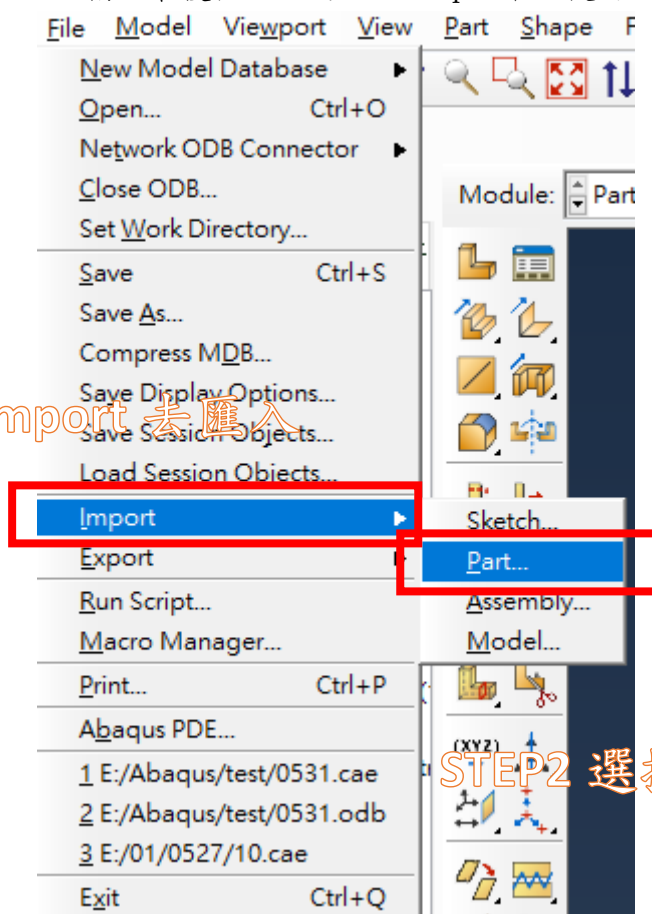 File Model Viewport View Part Shape F
New Model Database
Open... Ctrl+O
Network ODB Connector
Close ODB...
Set Work Directory...
Module: Part
Save Ctrl+S
Save As...
Compress MDB...
Save Display Options...
mport 去匯入
Save Session Objects...
Load Session Objects...
Import
Sketch...
Export
Part...
Run Script...
Assembly...
Macro Manager...
Model...
Print... Ctrl+P
Abaqus PDE...
(XYZ)
1 E:/Abaqus/test/0531.cae
STEP2 選
2 E:/Abaqus/test/0531.odb
3 E:/01/0527/10.cae
Exit Ctrl+Q